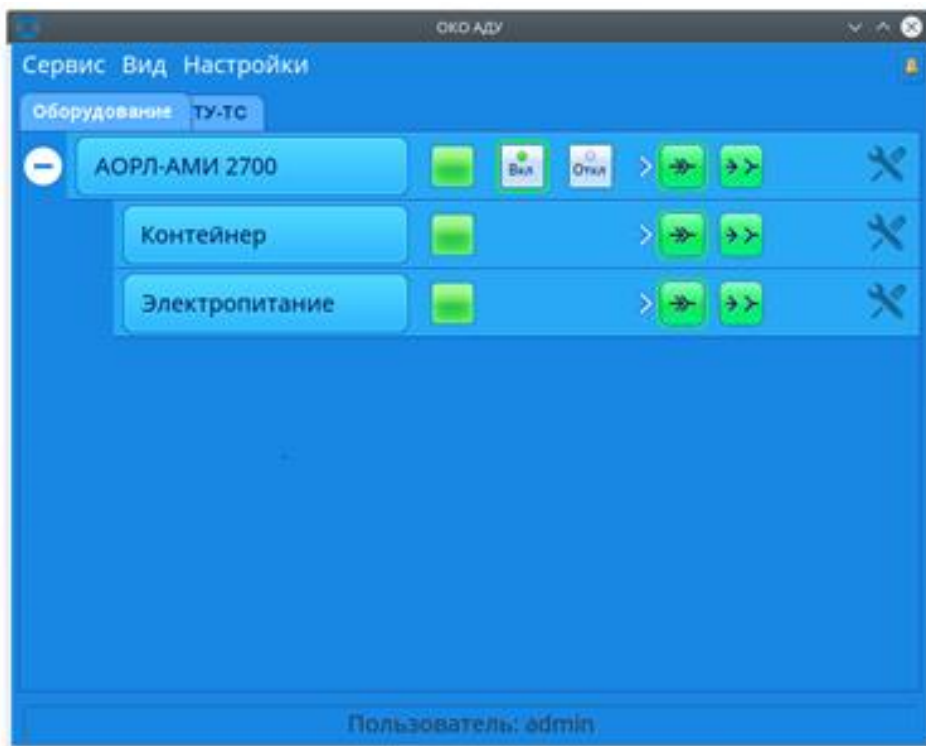 ОКО АДУ
Сервис Вид Настройки
Оборудование ТУ-ТС
АОРЛ-АМИ 2700 Вкл Откл
Контейнер
Электропитание
Пользователь: admin